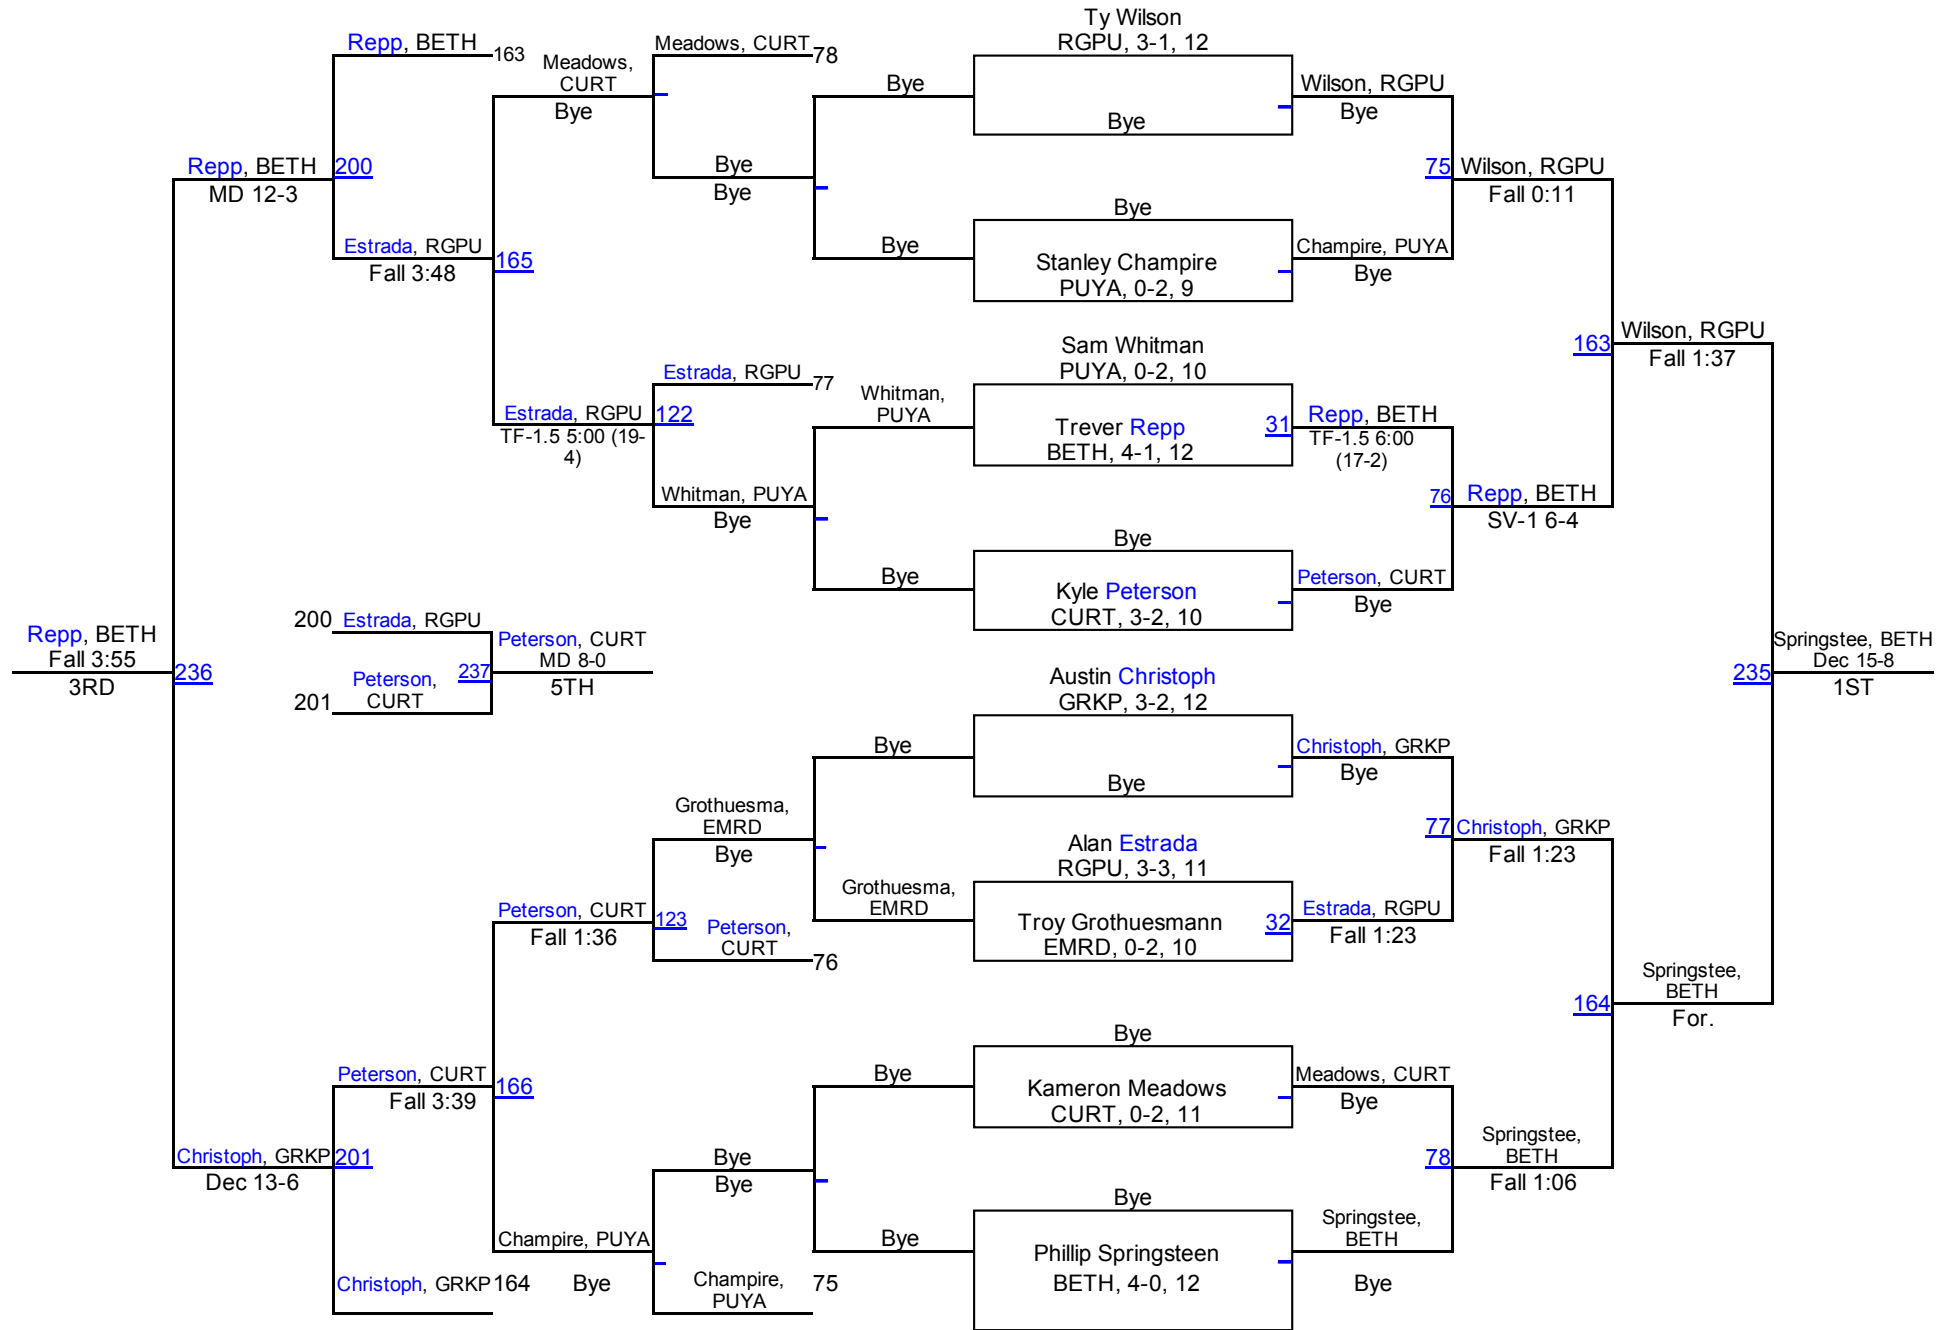 Ty Wilson
RGPU, 3-1, 12
Bye
Bye
Stanley Champire
PUYA, 0-2, 9
Sam Whitman
PUYA, 0-2, 10
Trever Repp
BETH, 4-1, 12
31
Bye
Kyle Peterson
CURT, 3-2, 10
Austin Christoph
GRKP, 3-2, 12
Bye
Alan Estrada
RGPU, 3-3, 11
Troy Grothuesmann
EMRD, 0-2, 10
32
Bye
Kameron Meadows
CURT, 0-2, 11
Bye
Phillip Springsteen
BETH, 4-0, 12
Wilson, RGPU
Bye
Champire, PUYA
Bye
Repp, BETH
TF-1.5 6:00
(17-2)
Peterson, CURT
Bye
Christoph, GRKP
Bye
Estrada, RGPU
Fall 1:23
Meadows, CURT
Bye
Springstee,
BETH
Bye
75
Wilson, RGPU
Fall 0:11
76
Repp, BETH
SV-1 6-4
77
Christoph, GRKP
Fall 1:23
78
Springstee,
BETH
Fall 1:06
163
Wilson, RGPU
Fall 1:37
164
Springstee,
BETH
For.
235
Springstee, BETH
Dec 15-8
1ST
Bye
Bye
Whitman,
PUYA
Bye
Bye
Grothuesma,
EMRD
Bye
Bye
Meadows, CURT
78
Bye
Bye
Estrada, RGPU
77
Whitman, PUYA
Bye
Grothuesma,
EMRD
Bye
Peterson,
CURT
76
Bye
Bye
Champire,
PUYA
75
Meadows,
CURT
Bye
Estrada, RGPU
TF-1.5 5:00 (19-
4)
122
Peterson, CURT
Fall 1:36
123
Champire, PUYA
Bye
Repp, BETH
163
Estrada, RGPU
Fall 3:48
165
Peterson, CURT
Fall 3:39
166
Christoph, GRKP
164
Repp, BETH
MD 12-3
200
Christoph, GRKP
Dec 13-6
201
200
Estrada, RGPU
201
Peterson,
CURT
237
Peterson, CURT
MD 8-0
5TH
Repp, BETH
Fall 3:55
3RD
236